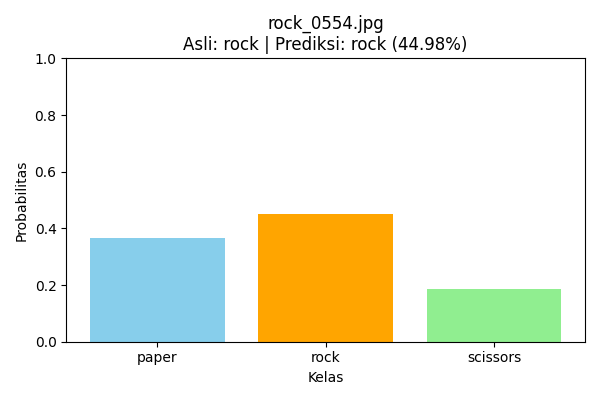 rock_0554.jpg
Asli: rock | Prediksi: rock (44.98%)
1.0
0.8
0.6
0.4
0.2
0.0
Probabilitas
paper rock scissors
Kelas